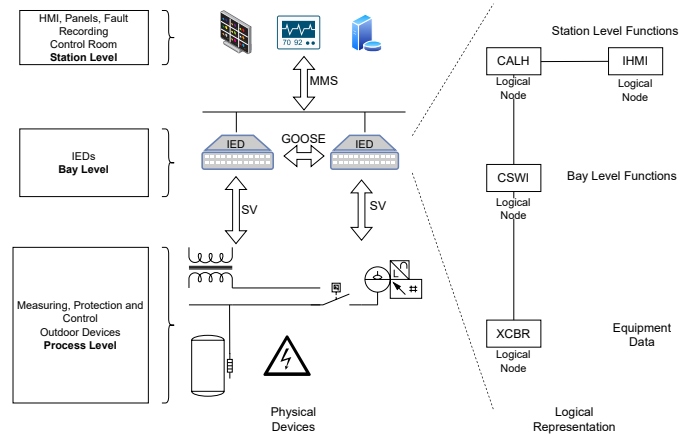 HMI, Panels, Fault
Recording
Control Room
Station Level
70 92
MMS
Station Level Functions
CALH
IHMI
Logical
Node
Logical
Node
IEDs
Bay Level
IED
GOOSE
IED
SV
SV
CSWI
Logical
Node
Bay Level Functions
Measuring, Protection and
Control
Outdoor Devices
Process Level
L
#
XCBR
Logical
Node
Equipment
Data
Physical
Devices
Logical
Representation